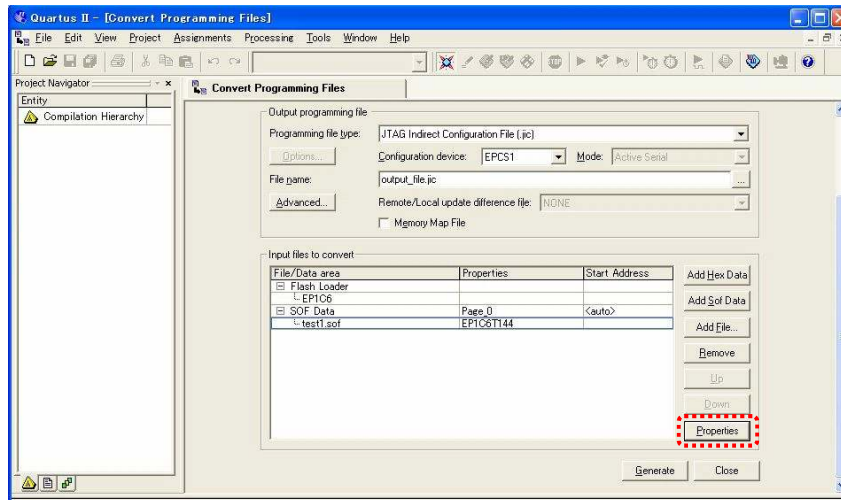 Quartus II - [Convert Programming Files]
File Edit View Project Assignments Processing Tools Window Help
Project Navigator
Convert Programming Files
Entity
Compilation Hierarchy
Output programming file
Programming file type: JTAG Indirect Configuration File (.jic)
Options... Configuration device: EPCS1 Mode: Active Serial
File name: output_file.jic ...
Advanced... Remote/Local update difference file: NONE
Memory Map File
Input files to convert
File/Data area Properties Start Address
Flash Loader
EP1C6
SOF Data Page_0 <auto>
test1.sof EP1C6T144
Add Hex Data
Add Sof Data
Add File...
Remove
Up
Down
Properties
Generate Close